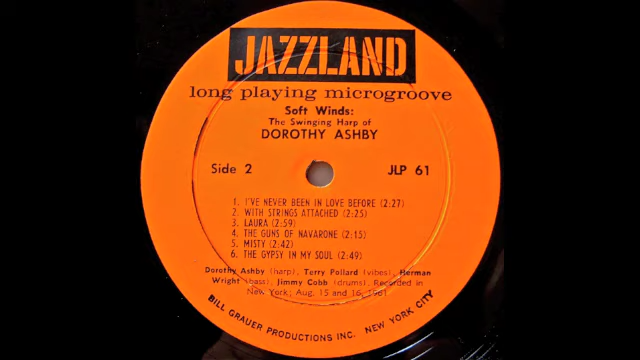 JAZZLAND
long playing microgroove
Soft Winds:
The Swinging Harp of
DOROTHY ASHBY
Side 2 JLP 61
1. I'VE NEVER BEEN IN LOVE BEFORE (2:27)
2. WITH STRINGS ATTACHED (2:25)
3. LAURA (2:59)
4. THE GUNS OF NAVARONE (2:15)
5. MISTY (2:42)
6. THE GYPSY IN MY SOUL (2:49)
Dorothy Ashby (harp), Terry Pollard (vibes), Herman
Wright (bass), Jimmy Cobb (drums). Recorded in
New York; Aug. 15 and 16, 1961
BILL GRAUER PRODUCTIONS INC. NEW YORK CITY